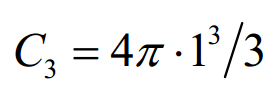 C₃ = 4π · 1³/3